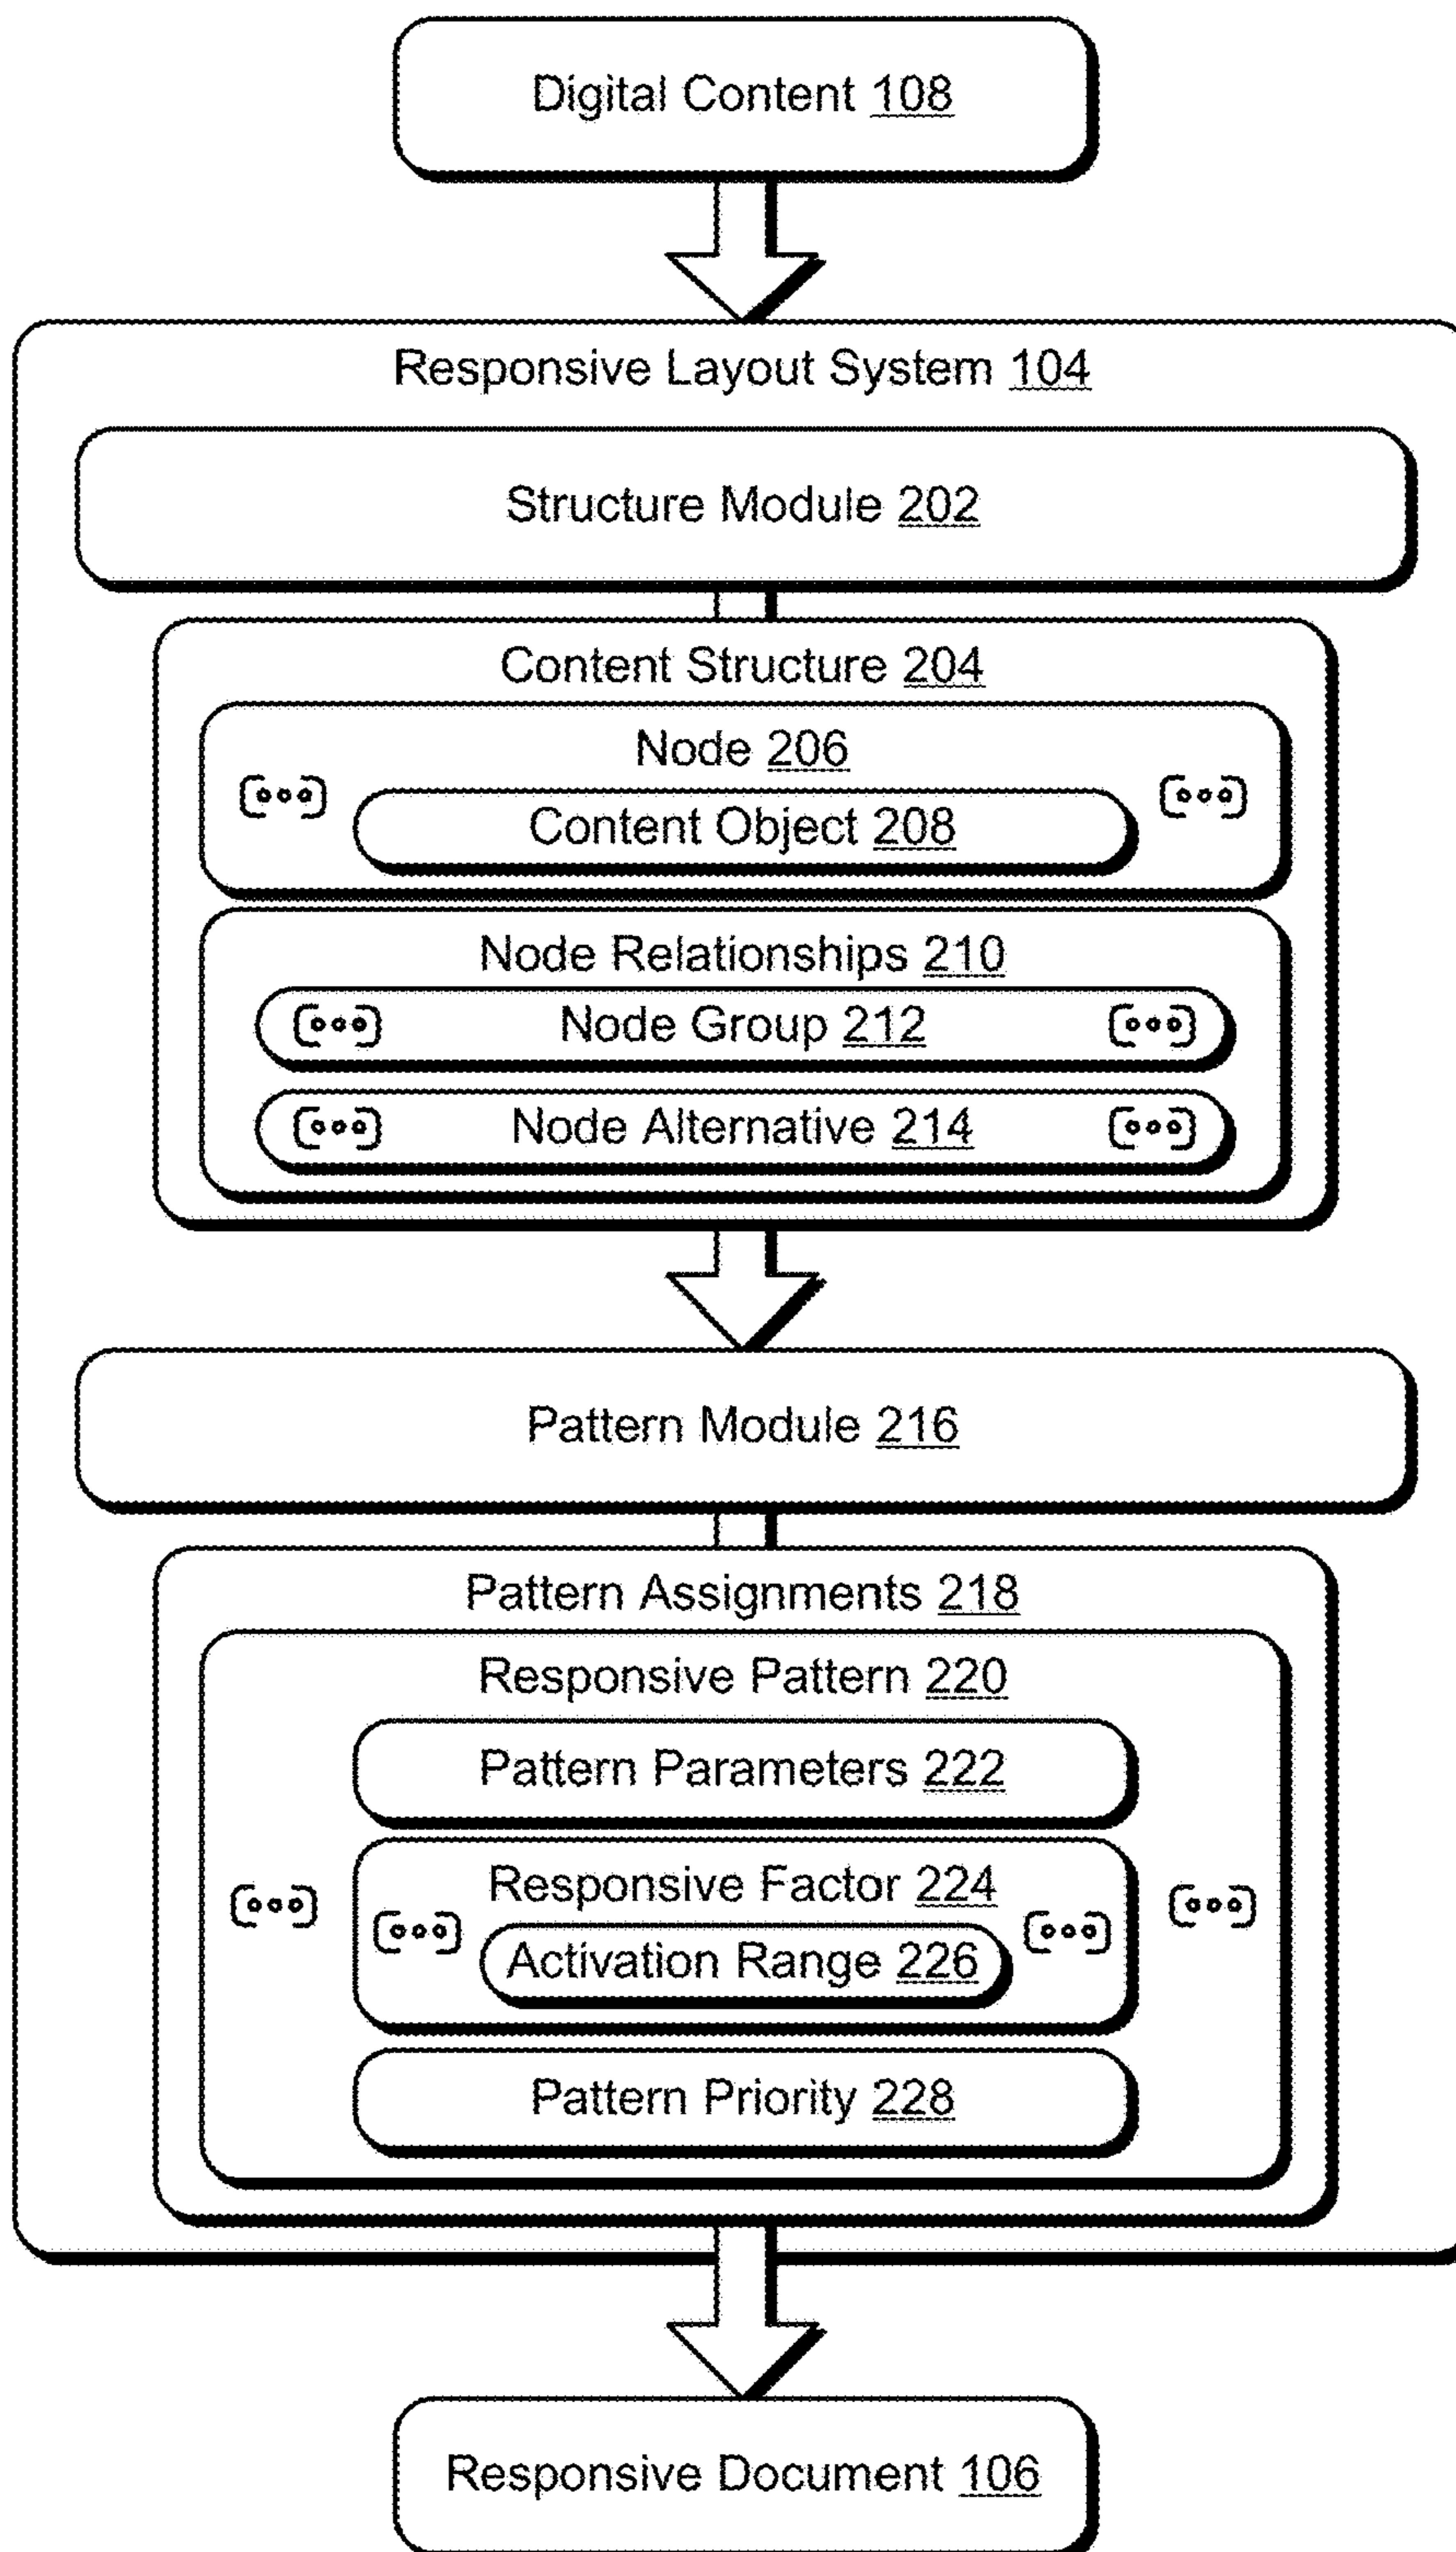 Digital Content 108
Responsive Layout System 104
Structure Module 202
Content Structure 204
Node 206
Content Object 208
Node Relationships 210
Node Group 212
Node Alternative 214
Pattern Module 216
Pattern Assignments 218
Responsive Pattern 220
Pattern Parameters 222
Responsive Factor 224
Activation Range 226
Pattern Priority 228
Responsive Document 106